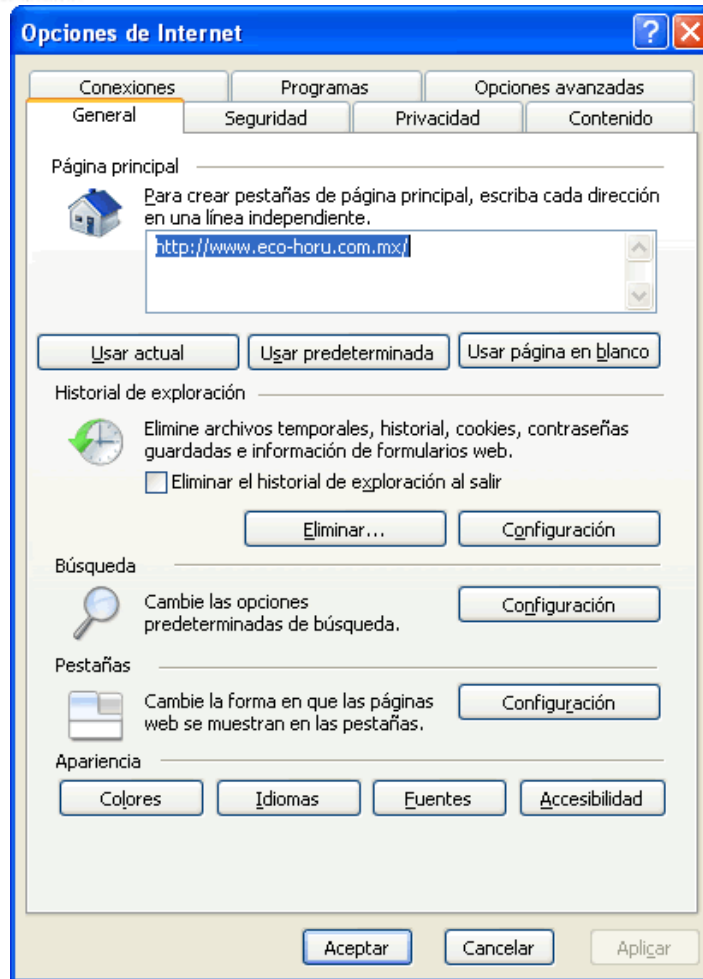 Opciones de Internet
?
Conexiones Programas Opciones avanzadas
General Seguridad Privacidad Contenido
Página principal
Para crear pestañas de página principal, escriba cada dirección
en una línea independiente.
http://www.eco-horu.com.mx/
Usar actual Usar predeterminada Usar página en blanco
Historial de exploración
Elimine archivos temporales, historial, cookies, contraseñas
guardadas e información de formularios web.
Eliminar el historial de exploración al salir
Eliminar... Configuración
Búsqueda
Cambie las opciones
predeterminadas de búsqueda.
Configuración
Pestañas
Cambie la forma en que las páginas
web se muestran en las pestañas.
Configuración
Apariencia
Colores Idiomas Fuentes Accesibilidad
Aceptar Cancelar Aplicar